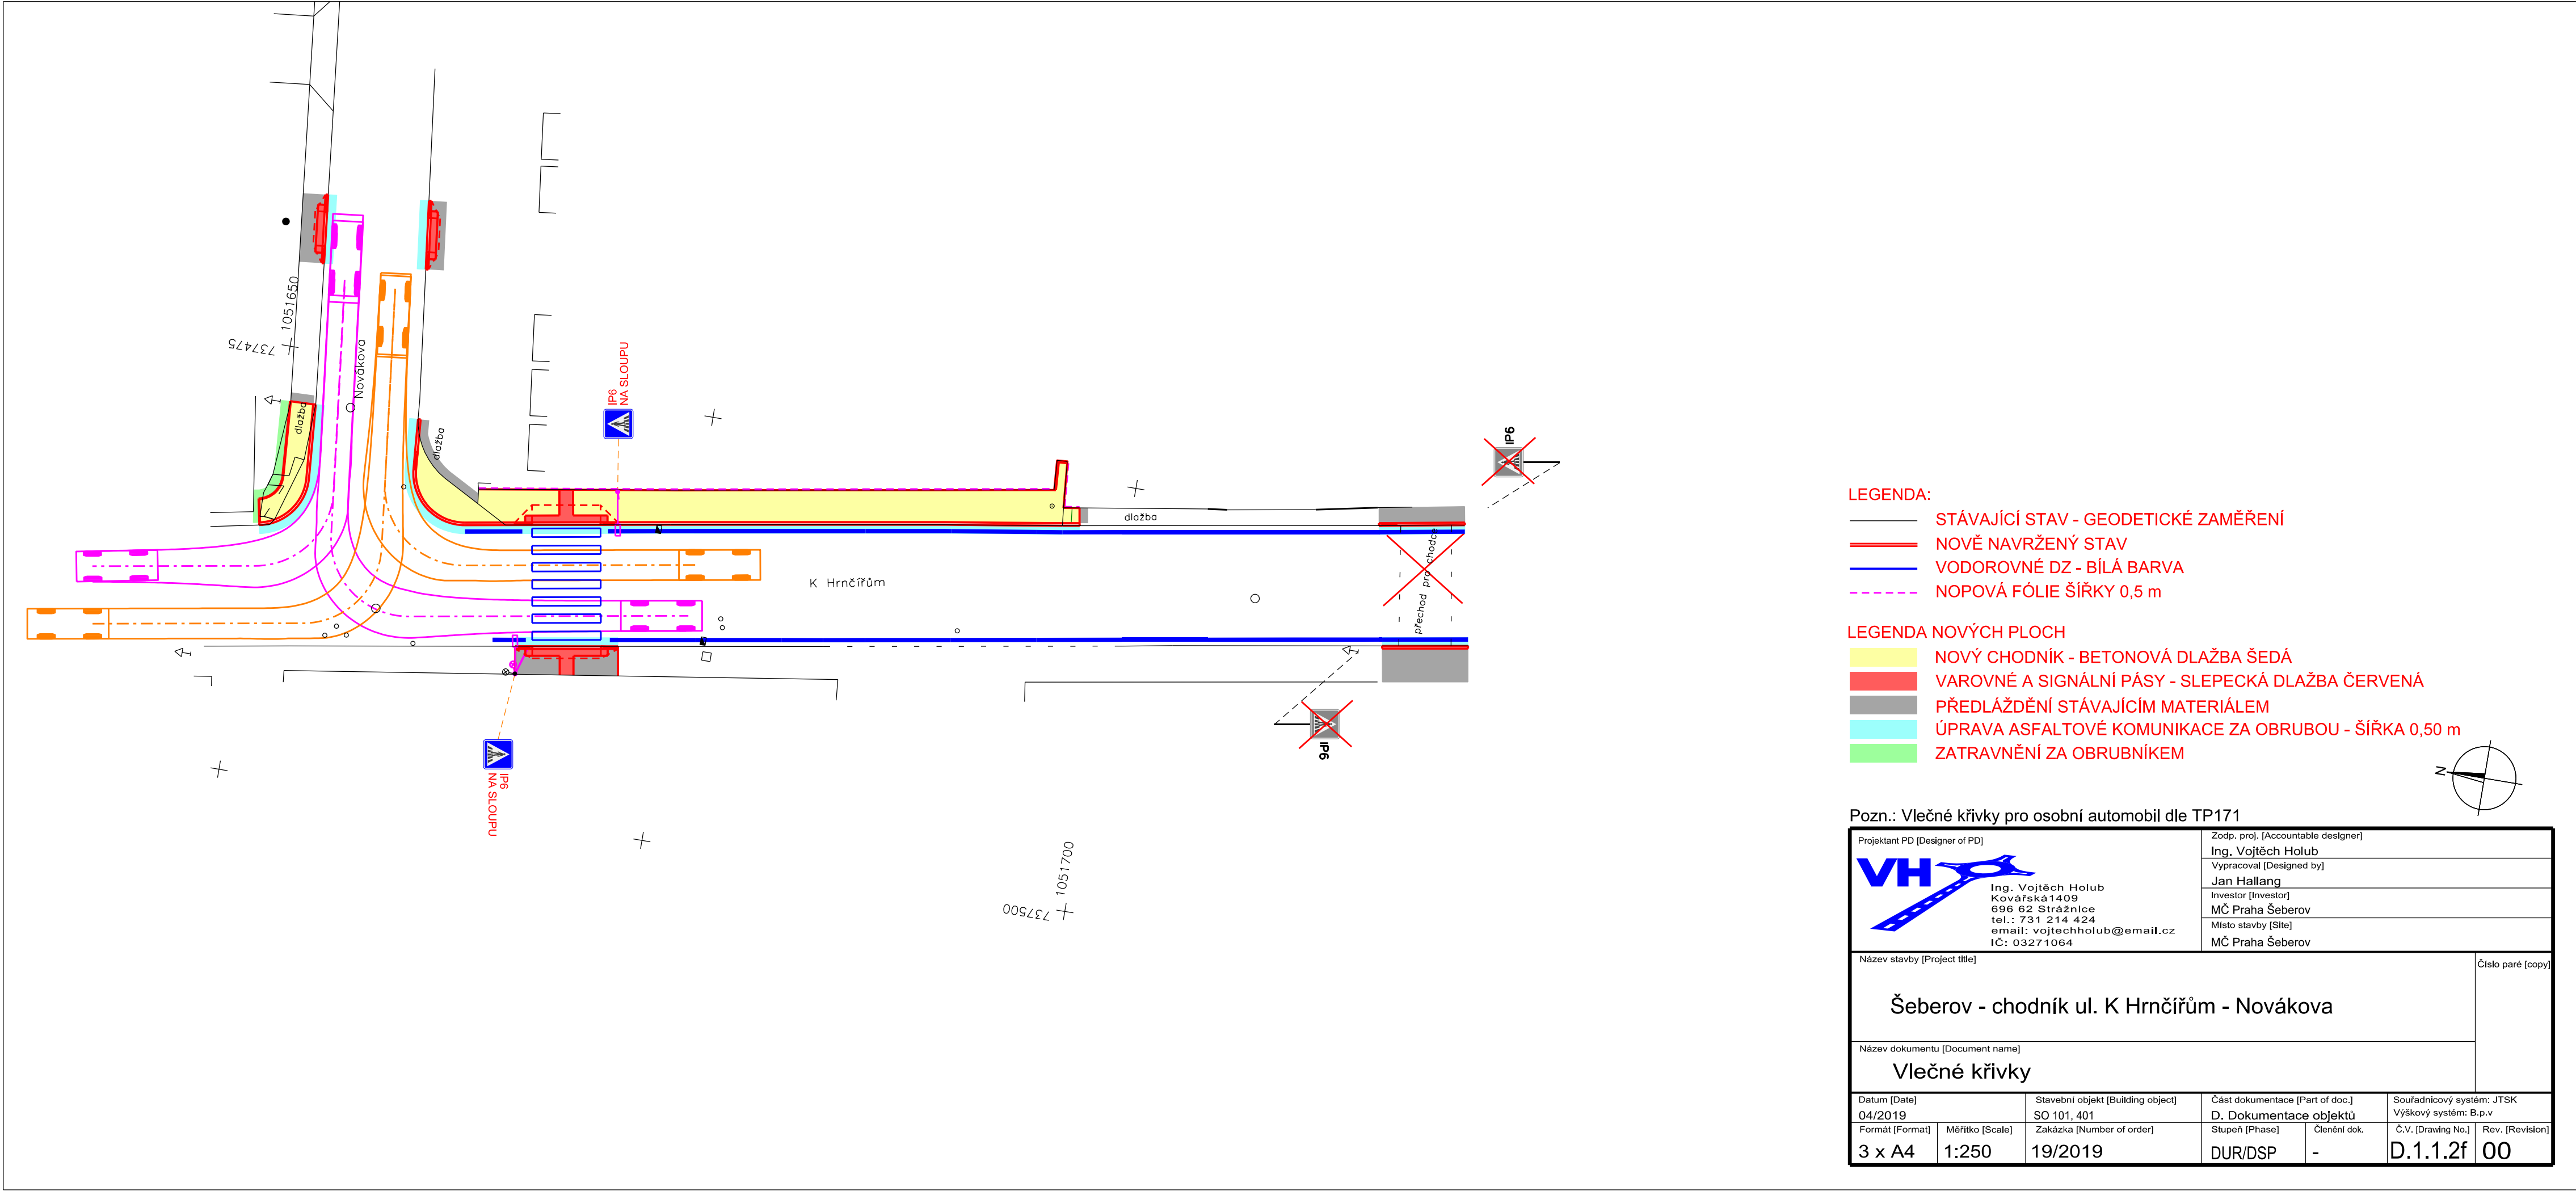 1051650
737475
Novákova
dlažba
dlažba
IP6
NA SLOUPU
IP6
dlažba
přechod pro chodce
K Hrnčířům
IP6
IP6
NA SLOUPU
1051700
737500
LEGENDA:
STÁVAJÍCÍ STAV - GEODETICKÉ ZAMĚŘENÍ
NOVĚ NAVRŽENÝ STAV
VODOROVNÉ DZ - BÍLÁ BARVA
NOPOVÁ FÓLIE ŠÍŘKY 0,5 m
LEGENDA NOVÝCH PLOCH
NOVÝ CHODNÍK - BETONOVÁ DLAŽBA ŠEDÁ
VAROVNÉ A SIGNÁLNÍ PÁSY - SLEPECKÁ DLAŽBA ČERVENÁ
PŘEDLÁŽDĚNÍ STÁVAJÍCÍM MATERIÁLEM
ÚPRAVA ASFALTOVÉ KOMUNIKACE ZA OBRUBOU - ŠÍŘKA 0,50 m
ZATRAVNĚNÍ ZA OBRUBNÍKEM
N
Pozn.: Vlečné křivky pro osobní automobil dle TP171
Projektant PD [Designer of PD]
VH
Ing. Vojtěch Holub
Kovářská1409
696 62 Strážnice
tel.: 731 214 424
email: vojtechholub@email.cz
IČ: 03271064
Zodp. proj. [Accountable designer]
Ing. Vojtěch Holub
Vypracoval [Designed by]
Jan Hallang
Investor [Investor]
MČ Praha Šeberov
Místo stavby [Site]
MČ Praha Šeberov
Název stavby [Project title]
Číslo paré [copy]
Šeberov - chodník ul. K Hrnčířům - Novákova
Název dokumentu [Document name]
Vlečné křivky
Datum [Date]
04/2019
Stavební objekt [Building object]
SO 101, 401
Část dokumentace [Part of doc.]
D. Dokumentace objektů
Souřadnicový systém: JTSK
Výškový systém: B.p.v
Formát [Format]
3 x A4
Měřítko [Scale]
1:250
Zakázka [Number of order]
19/2019
Stupeň [Phase]
DUR/DSP
Členění dok.
-
Č.V. [Drawing No.]
D.1.1.2f
Rev. [Revision]
00